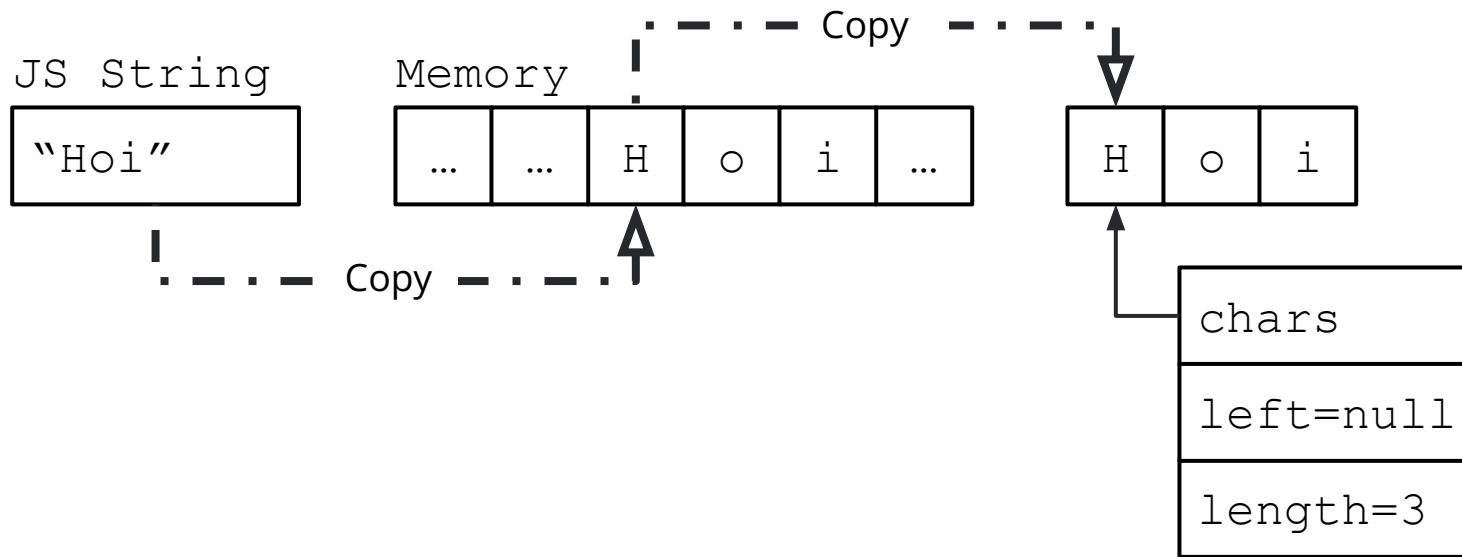 Copy
JS String
Memory
“Hoi”
… … H o i …
H o i
Copy
chars
left=null
length=3